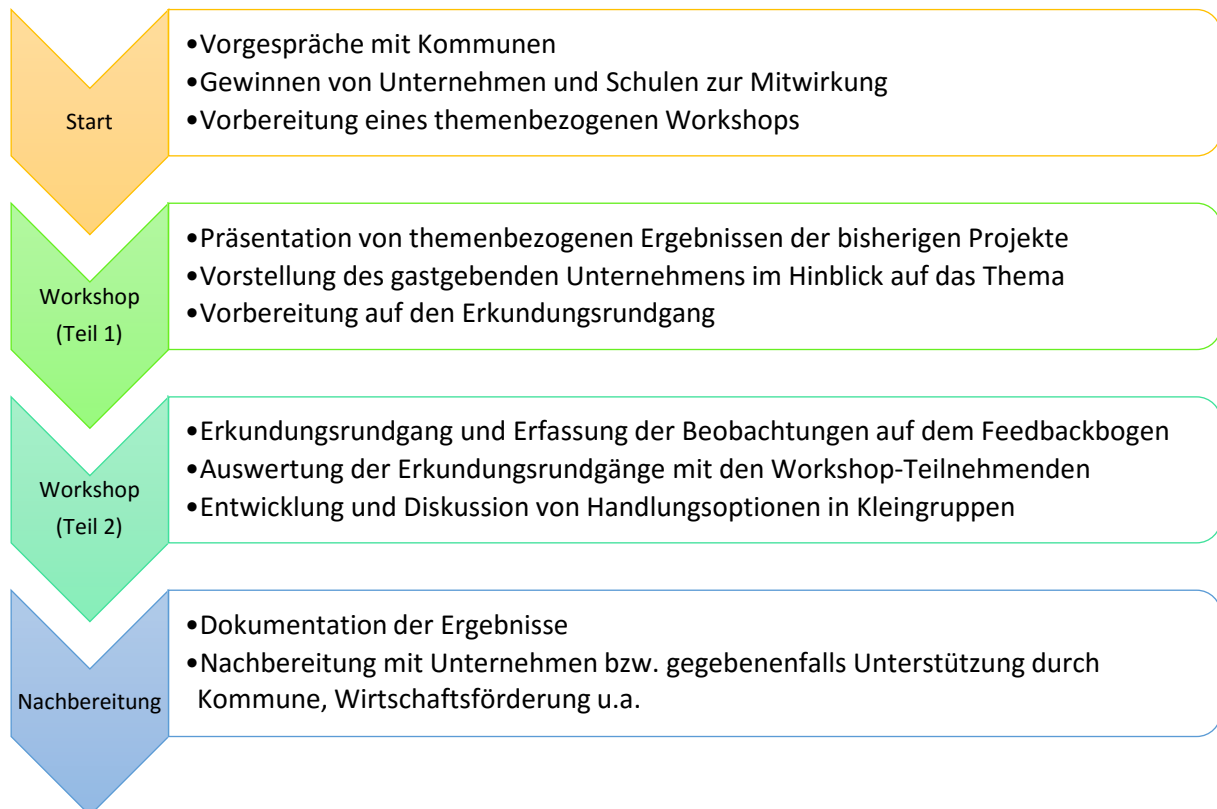 Start
•Vorgespräche mit Kommunen
•Gewinnen von Unternehmen und Schulen zur Mitwirkung
•Vorbereitung eines themenbezogenen Workshops
Workshop
(Teil 1)
•Präsentation von themenbezogenen Ergebnissen der bisherigen Projekte
•Vorstellung des gastgebenden Unternehmens im Hinblick auf das Thema
•Vorbereitung auf den Erkundungsrundgang
Workshop
(Teil 2)
•Erkundungsrundgang und Erfassung der Beobachtungen auf dem Feedbackbogen
•Auswertung der Erkundungsrundgänge mit den Workshop-Teilnehmenden
•Entwicklung und Diskussion von Handlungsoptionen in Kleingruppen
Nachbereitung
•Dokumentation der Ergebnisse
•Nachbereitung mit Unternehmen bzw. gegebenenfalls Unterstützung durch
Kommune, Wirtschaftsförderung u.a.